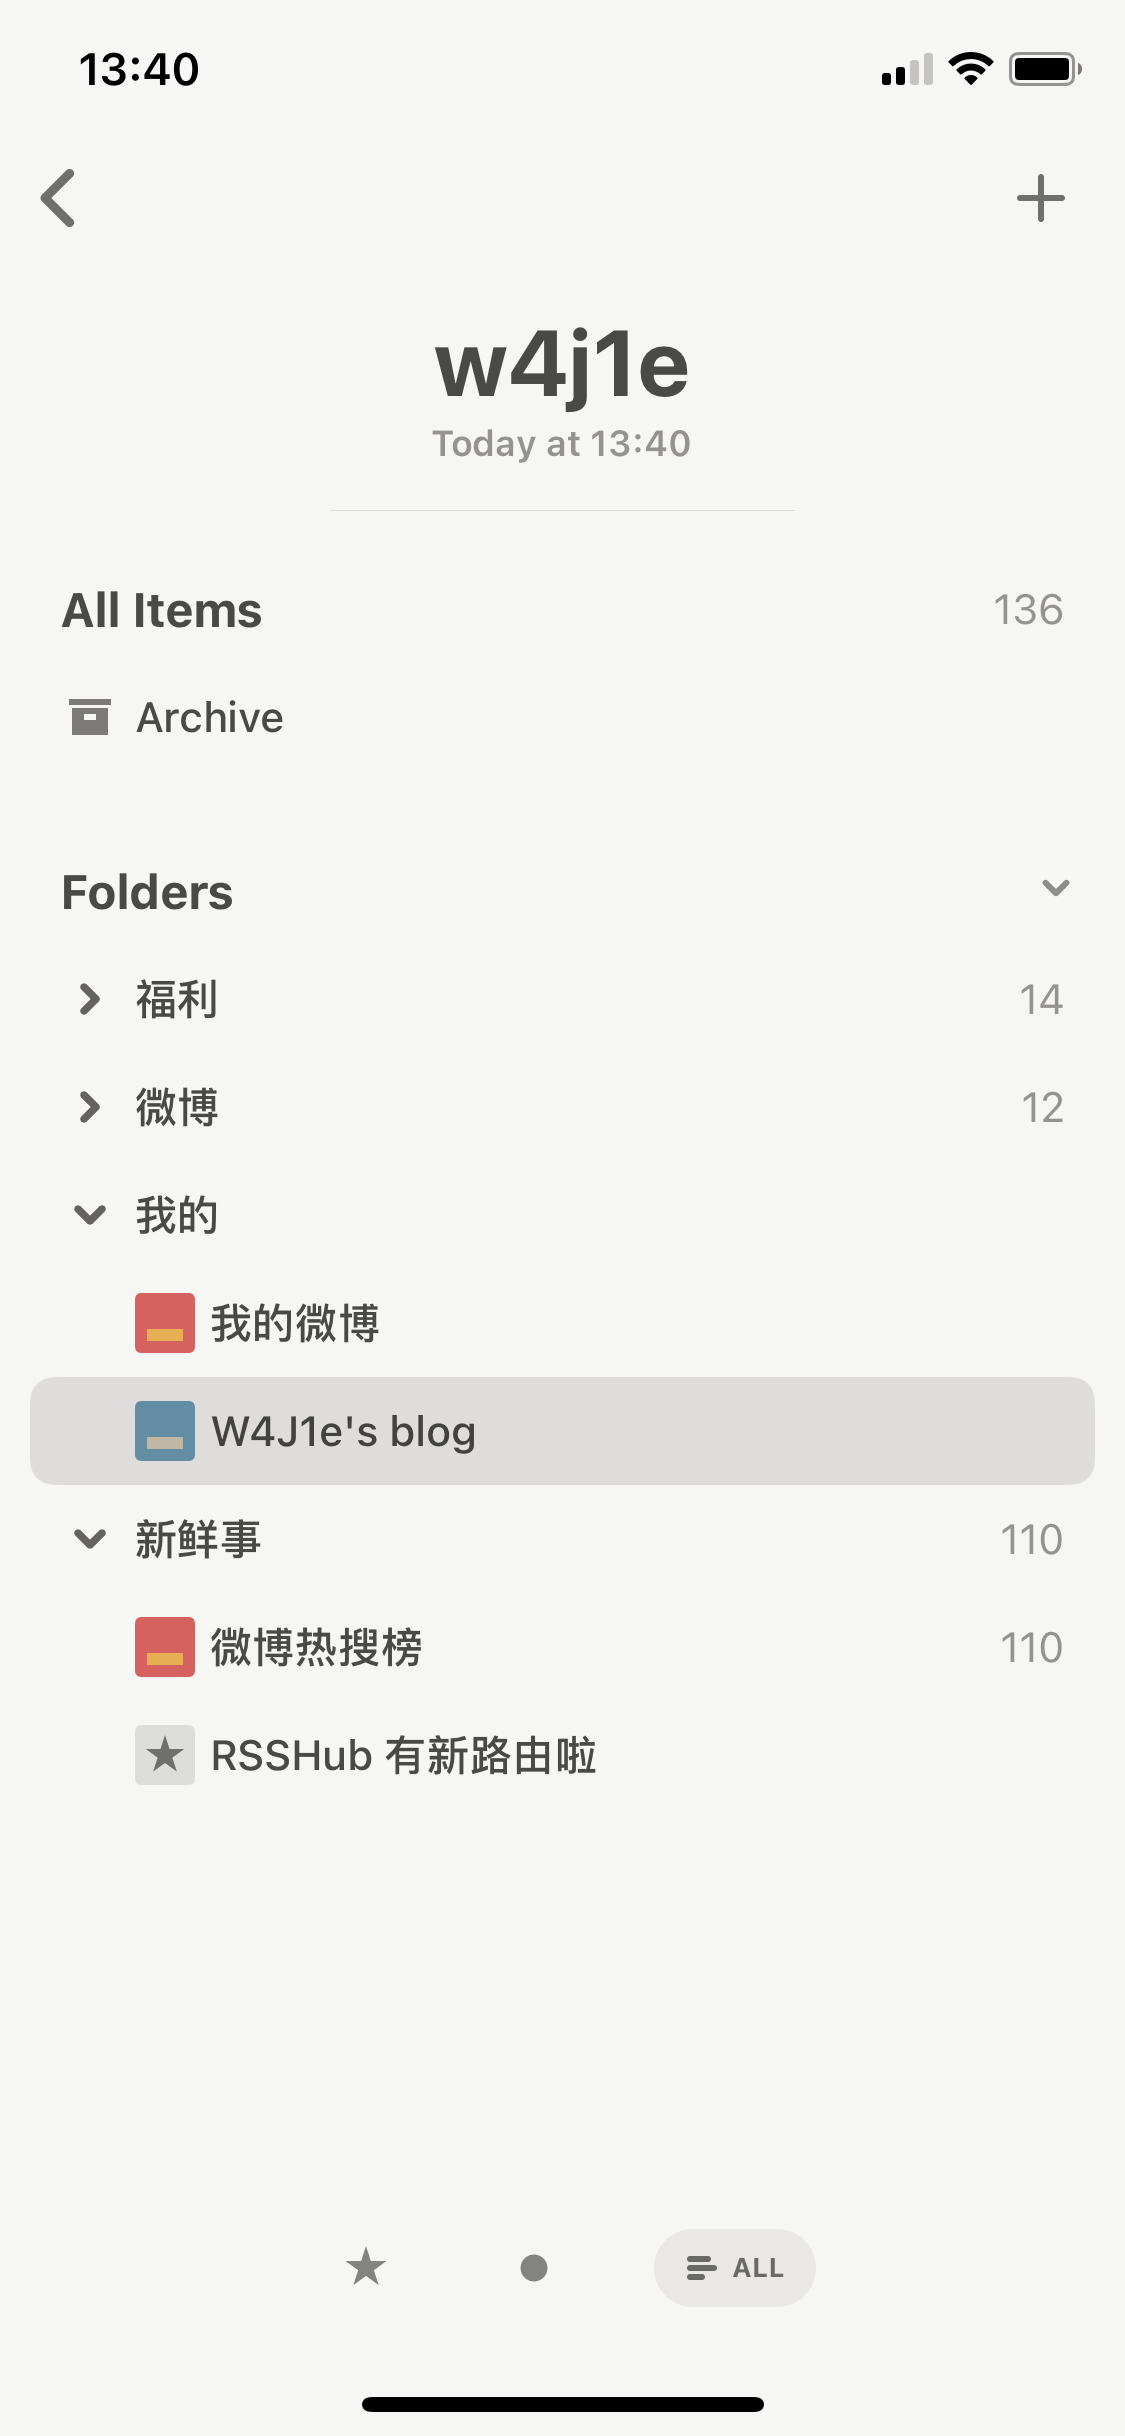 13:40
w4j1e
Today at 13:40
All Items 136
Archive
Folders
福利 14
微博 12
我的
我的微博
W4J1e's blog
新鲜事 110
微博热搜榜 110
RSSHub 有新路由啦
ALL